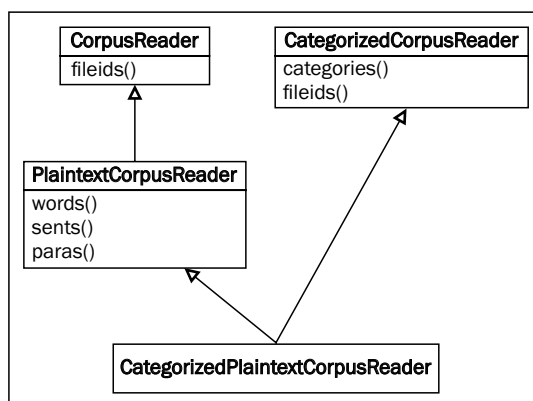 CorpusReader
fileids()
CategorizedCorpusReader
categories()
fileids()
PlaintextCorpusReader
words()
sents()
paras()
CategorizedPlaintextCorpusReader